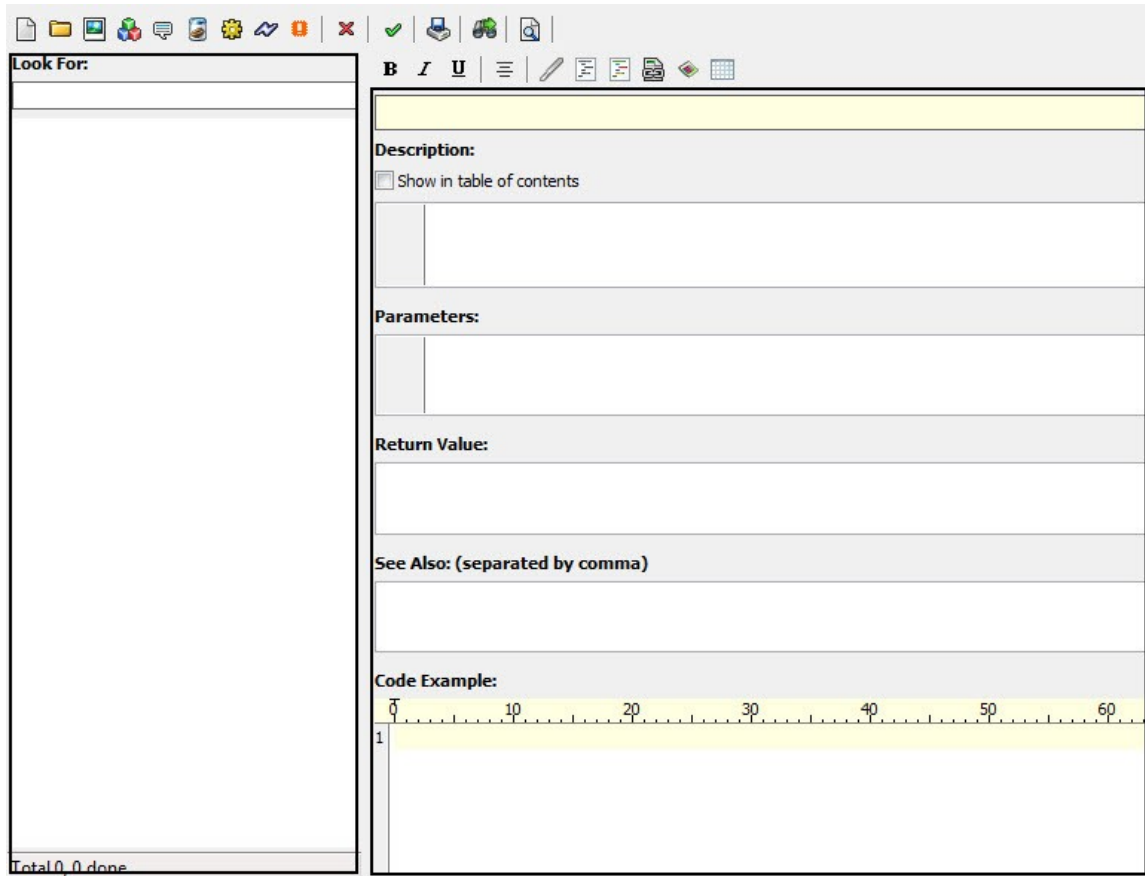 Look For:
B I U
Description:
Show in table of contents
Parameters:
Return Value:
See Also: (separated by comma)
Code Example:
0 10 20 30 40 50 60
1
Total 0, 0 done